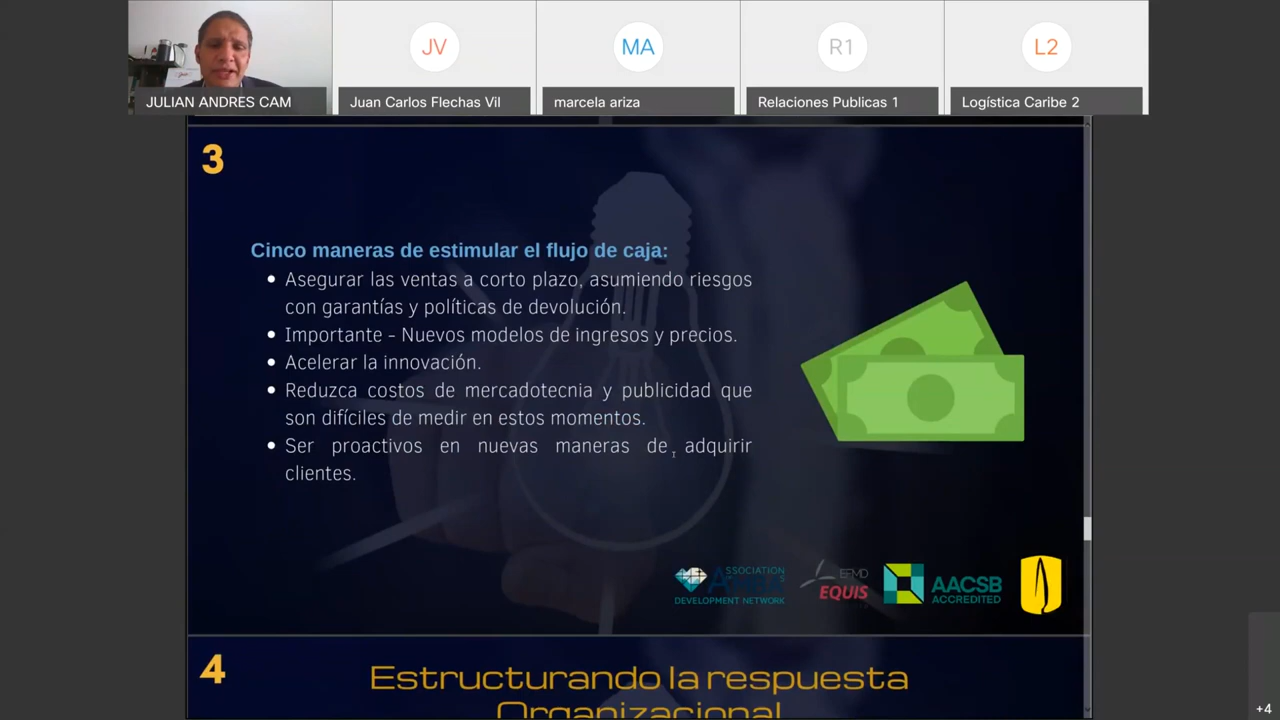 JV
MA
R1
L2
JULIAN ANDRES CAM
Juan Carlos Flechas Vil
marcela ariza
Relaciones Publicas 1
Logística Caribe 2
3
Cinco maneras de estimular el flujo de caja:
Asegurar las ventas a corto plazo, asumiendo riesgos
con garantías y políticas de devolución.
Importante - Nuevos modelos de ingresos y precios.
Acelerar la innovación.
Reduzca costos de mercadotecnia y publicidad que
son difíciles de medir en estos momentos.
Ser proactivos en nuevas maneras de adquirir
clientes.
DEVELOPMENT NETWORK
EFMD
EQUIS
AACSB
ACCREDITED
4
Estructurando la respuesta
Organizacional
+4